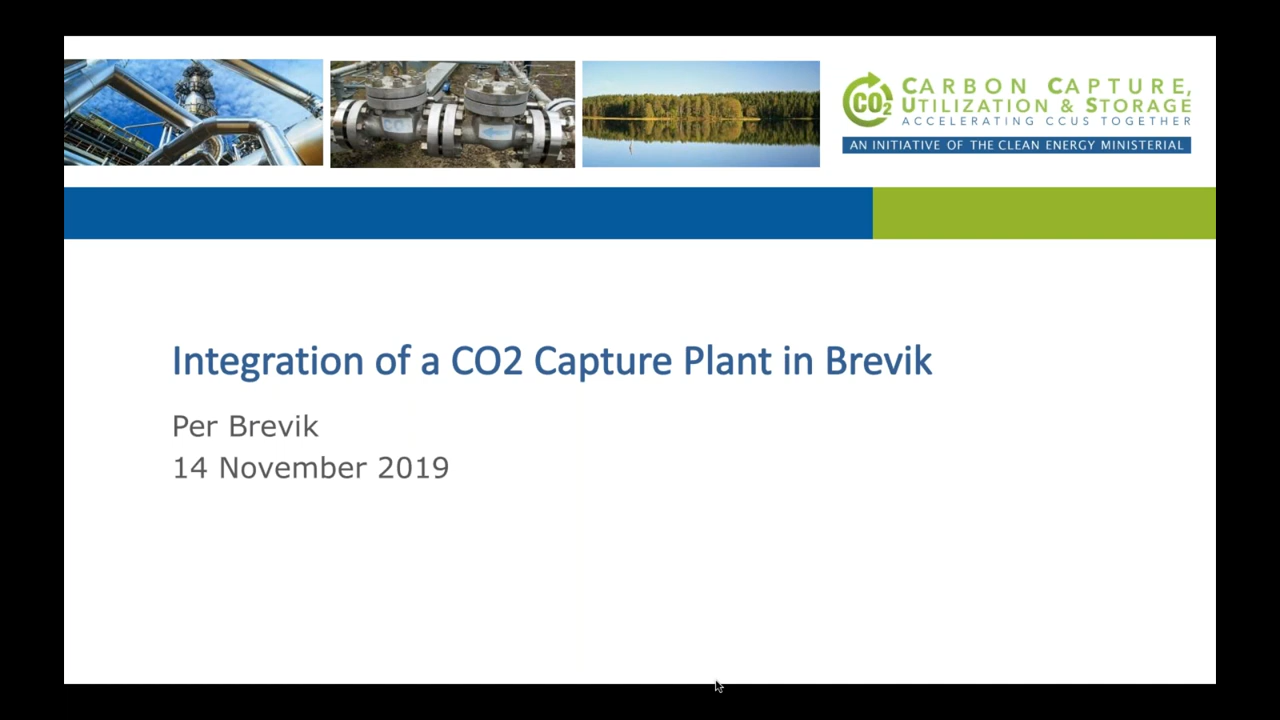 CO2
CARBON CAPTURE,
UTILIZATION & STORAGE
ACCELERATING CCUS TOGETHER
AN INITIATIVE OF THE CLEAN ENERGY MINISTERIAL
Integration of a CO2 Capture Plant in Brevik
Per Brevik
14 November 2019